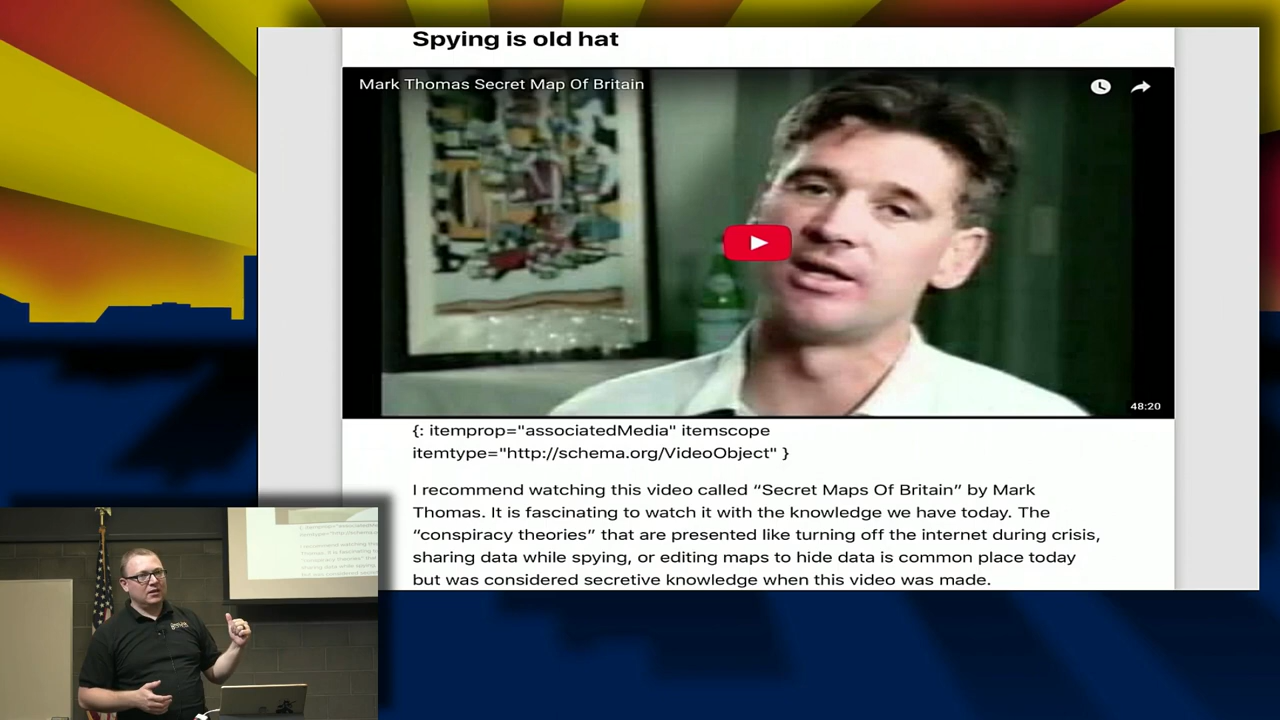 Spying is old hat
Mark Thomas Secret Map Of Britain
48:20
{: itemprop="associatedMedia" itemscope
itemtype="http://schema.org/VideoObject" }
I recommend watching this video called “Secret Maps Of Britain” by Mark
Thomas. It is fascinating to watch it with the knowledge we have today. The
“conspiracy theories” that are presented like turning off the internet during crisis,
sharing data while spying, or editing maps to hide data is common place today
but was considered secretive knowledge when this video was made.